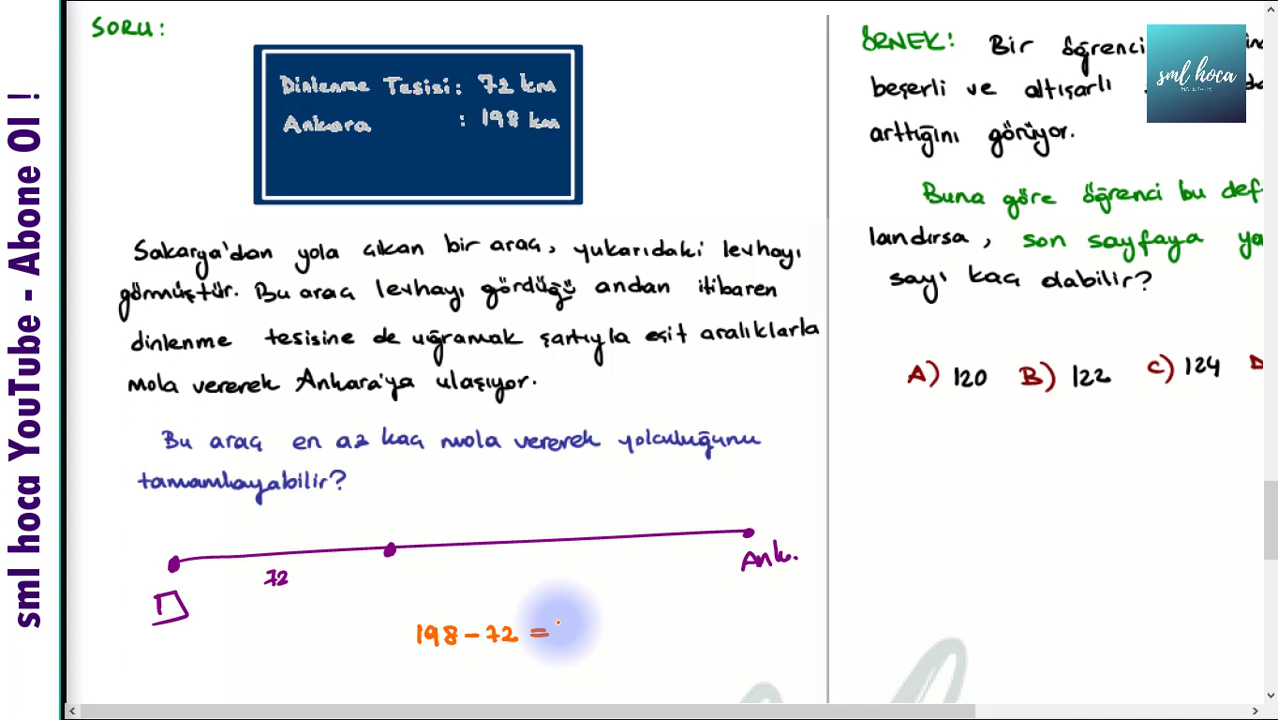 sml hoca YouTube - Abone Ol !
SORU:
Dinlenme Tesisi : 72 km
Ankara : 198 km
Sakarya'dan yola çıkan bir araç, yukarıdaki levhayı
görmüştür. Bu araç levhayı gördüğü andan itibaren
dinlenme tesisine de uğramak şartıyla eşit aralıklarla
mola vererek Ankara'ya ulaşıyor.
Bu araç en az kaç mola vererek yolculuğunu
tamamlayabilir?
72
Ank.
198 - 72 =
ÖRNEK: Bir öğrenci
beşerli ve altışarlı
arttığını görüyor.
Buna göre öğrenci bu defi
landırsa, son sayfaya ya
sayı kaç olabilir?
A) 120 B) 122 C) 124
sml hoca